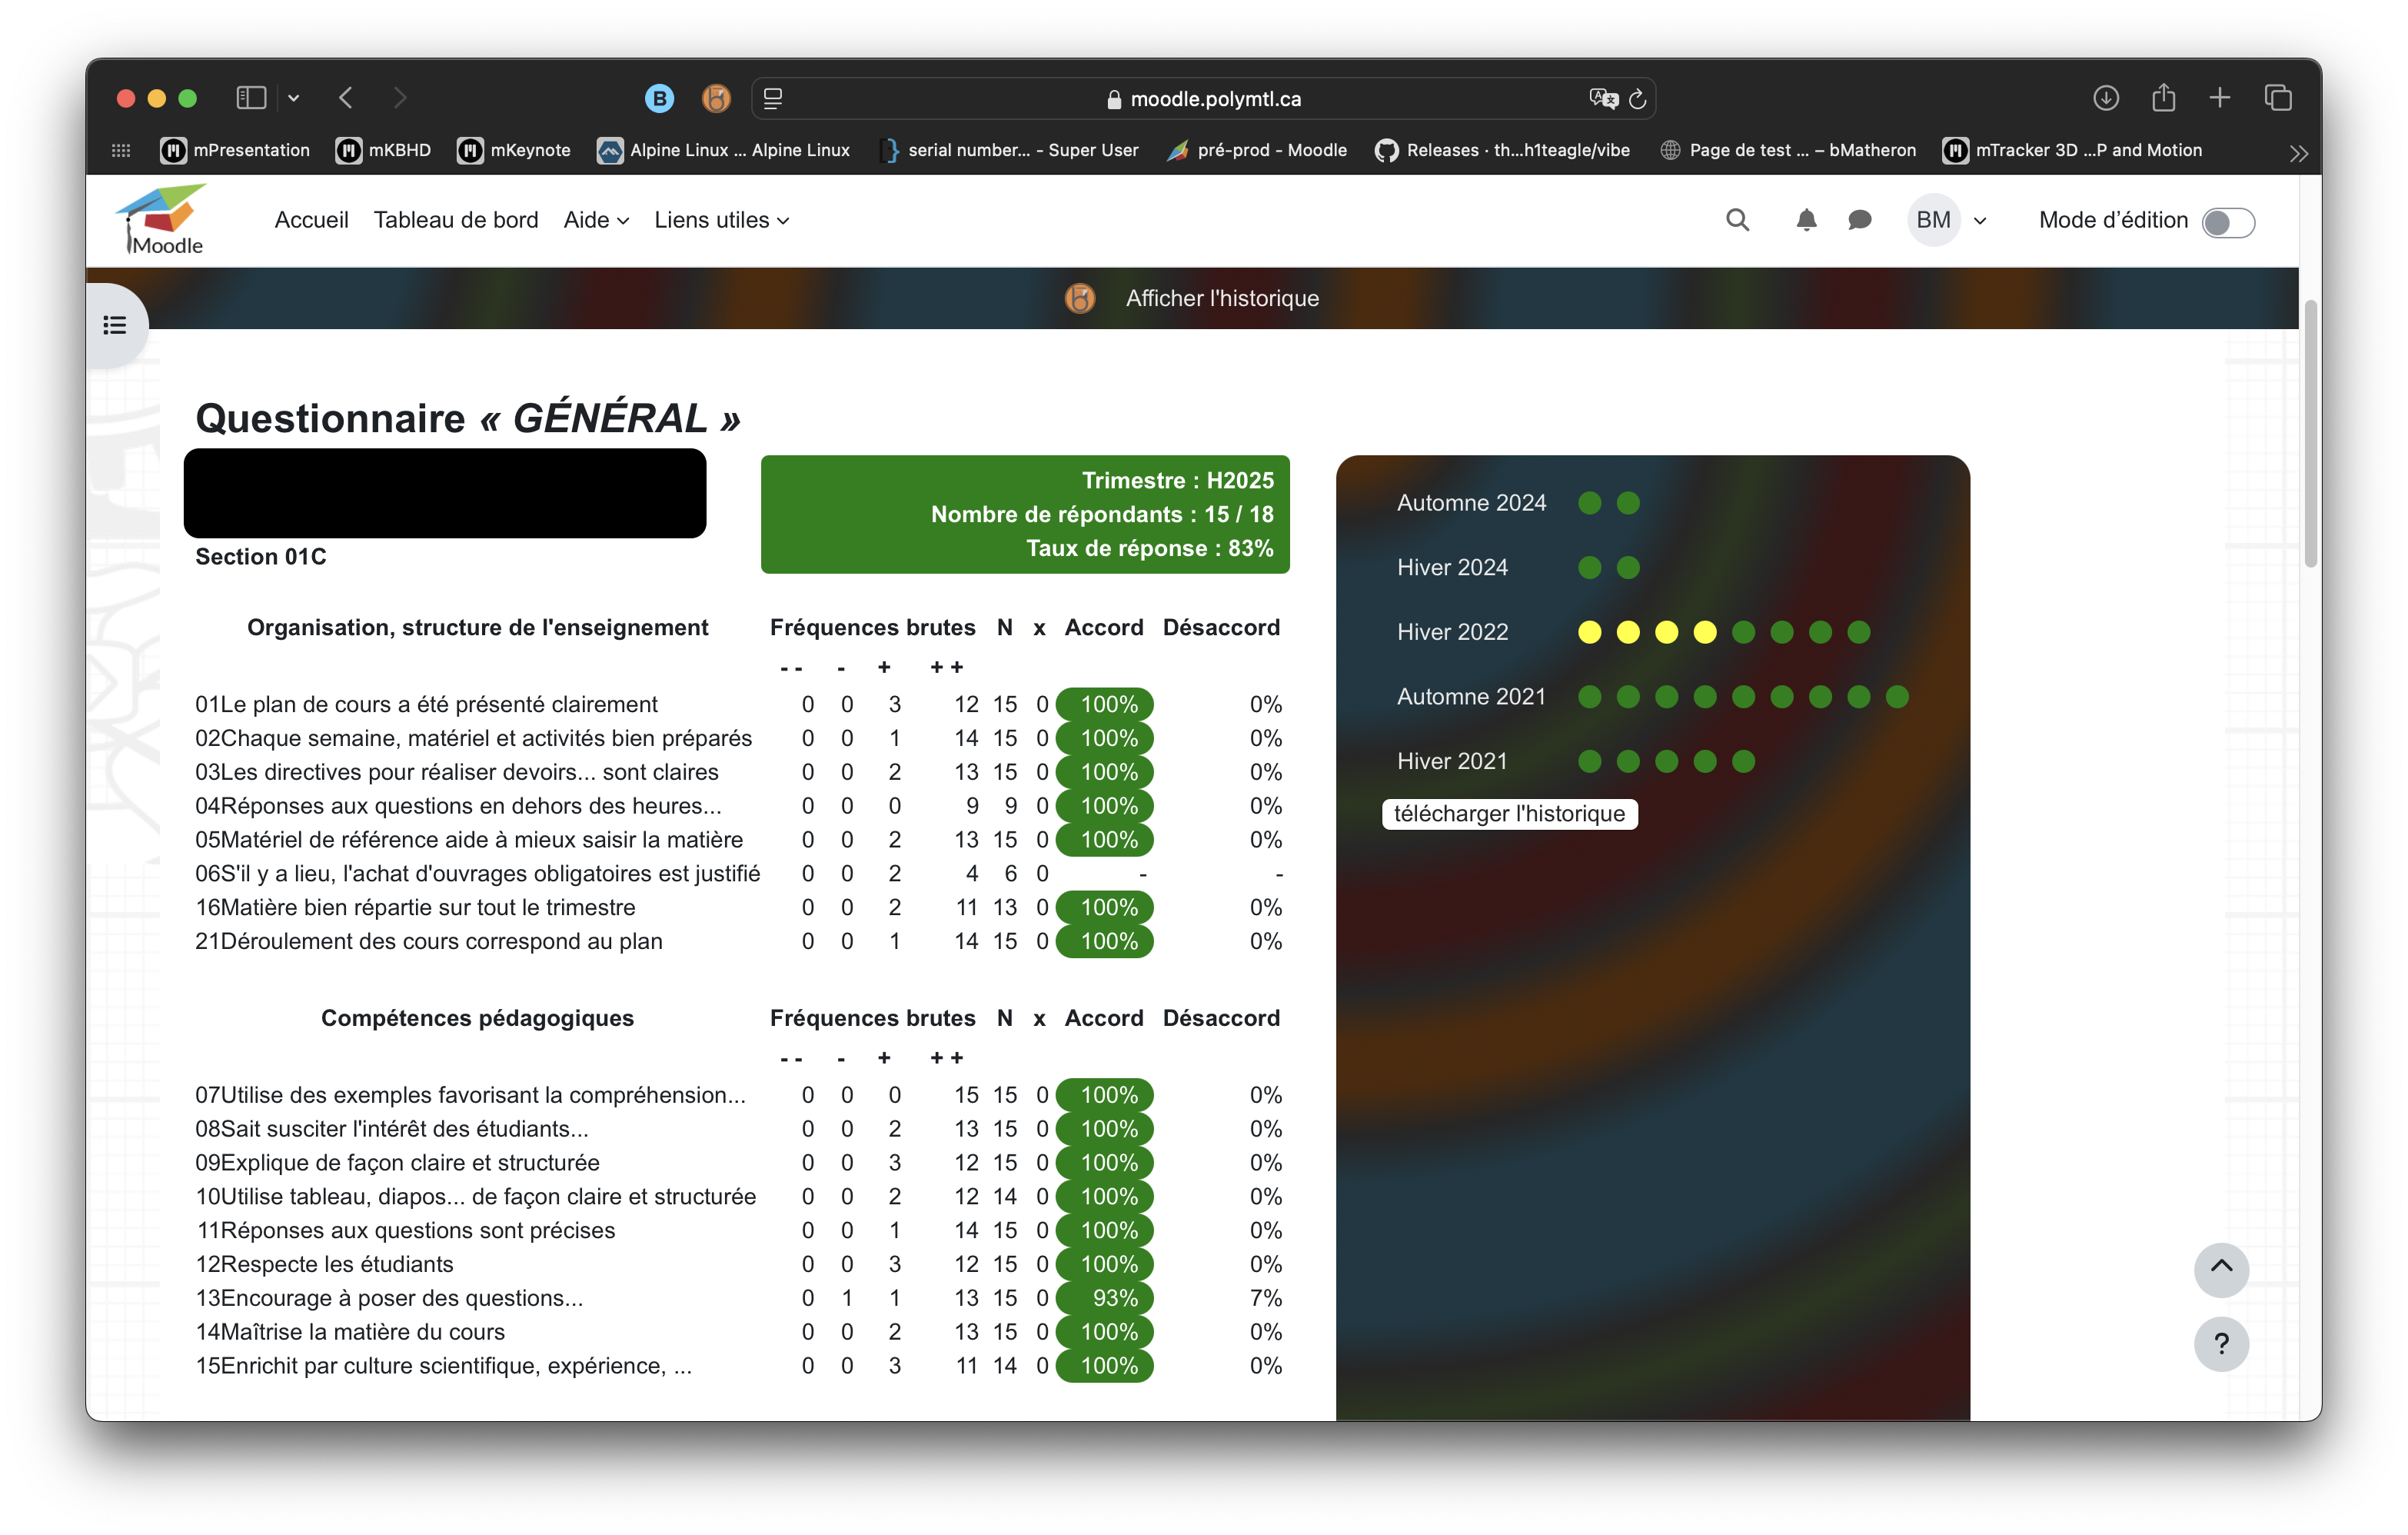 moodle.polymtl.ca
mPresentation mKBHD mKeynote Alpine Linux ... Alpine Linux serial number... - Super User pré-prod - Moodle Releases · th...h1teagle/vibe Page de test ... – bMatheron mTracker 3D ...P and Motion
Moodle Accueil Tableau de bord Aide Liens utiles BM Mode d’édition
Afficher l'historique
Questionnaire « GÉNÉRAL »
Trimestre : H2025
Nombre de répondants : 15 / 18
Taux de réponse : 83%
Section 01C
Organisation, structure de l'enseignement Fréquences brutes N x Accord Désaccord
- - - + + +
01Le plan de cours a été présenté clairement 0 0 3 12 15 0 100% 0%
02Chaque semaine, matériel et activités bien préparés 0 0 1 14 15 0 100% 0%
03Les directives pour réaliser devoirs... sont claires 0 0 2 13 15 0 100% 0%
04Réponses aux questions en dehors des heures... 0 0 0 9 9 0 100% 0%
05Matériel de référence aide à mieux saisir la matière 0 0 2 13 15 0 100% 0%
06S'il y a lieu, l'achat d'ouvrages obligatoires est justifié 0 0 2 4 6 0 - -
16Matière bien répartie sur tout le trimestre 0 0 2 11 13 0 100% 0%
21Déroulement des cours correspond au plan 0 0 1 14 15 0 100% 0%
Compétences pédagogiques Fréquences brutes N x Accord Désaccord
- - - + + +
07Utilise des exemples favorisant la compréhension... 0 0 0 15 15 0 100% 0%
08Sait susciter l'intérêt des étudiants... 0 0 2 13 15 0 100% 0%
09Explique de façon claire et structurée 0 0 3 12 15 0 100% 0%
10Utilise tableau, diapos... de façon claire et structurée 0 0 2 12 14 0 100% 0%
11Réponses aux questions sont précises 0 0 1 14 15 0 100% 0%
12Respecte les étudiants 0 0 3 12 15 0 100% 0%
13Encourage à poser des questions... 0 1 1 13 15 0 93% 7%
14Maîtrise la matière du cours 0 0 2 13 15 0 100% 0%
15Enrichit par culture scientifique, expérience, ... 0 0 3 11 14 0 100% 0%
Automne 2024
Hiver 2024
Hiver 2022
Automne 2021
Hiver 2021
télécharger l'historique
?